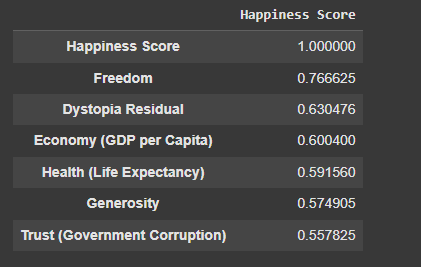 Happiness Score
Happiness Score 1.000000
Freedom 0.766625
Dystopia Residual 0.630476
Economy (GDP per Capita) 0.600400
Health (Life Expectancy) 0.591560
Generosity 0.574905
Trust (Government Corruption) 0.557825